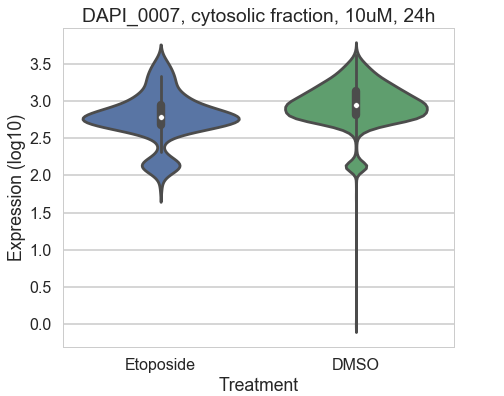 DAPI_0007, cytosolic fraction, 10uM, 24h
3.5
3.0
2.5
2.0
1.5
1.0
0.5
0.0
Expression (log10)
Etoposide DMSO
Treatment